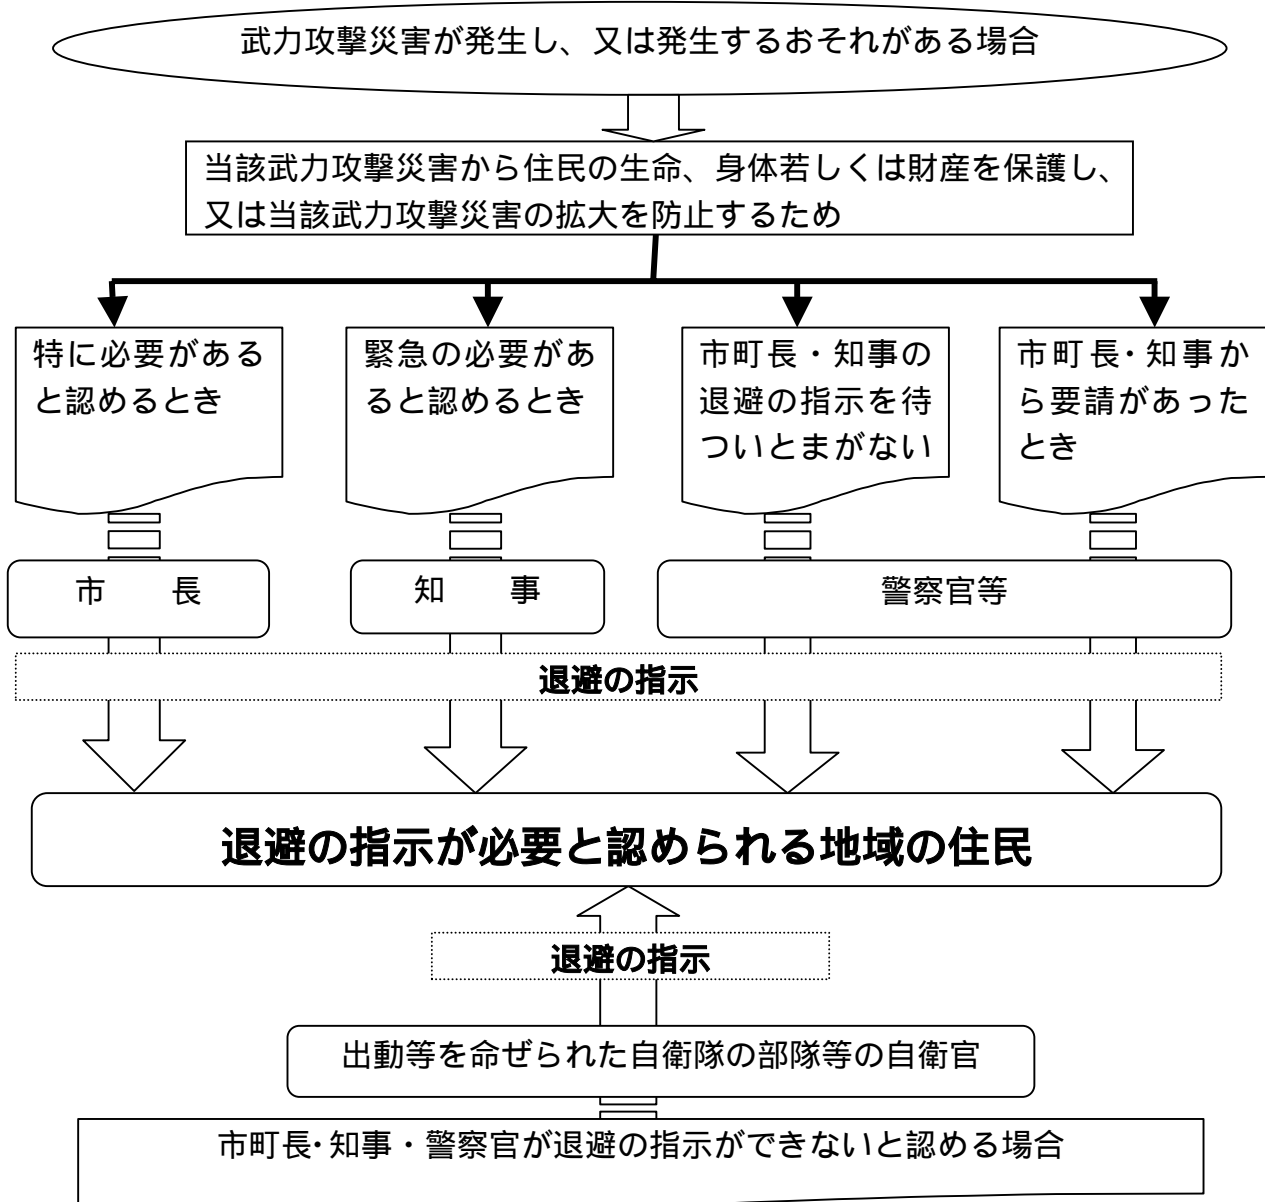 武力攻撃災害が発生し、又は発生するおそれがある場合
当該武力攻撃災害から住民の生命、身体若しくは財産を保護し、
又は当該武力攻撃災害の拡大を防止するため
特に必要がある
と認めるとき
緊急の必要があ
ると認めるとき
市町長・知事の
退避の指示を待
ついとまがない
市町長・知事か
ら要請があった
とき
市　　長
知　　事
警察官等
退避の指示
退避の指示が必要と認められる地域の住民
退避の指示
出動等を命ぜられた自衛隊の部隊等の自衛官
市町長・知事・警察官が退避の指示ができないと認める場合